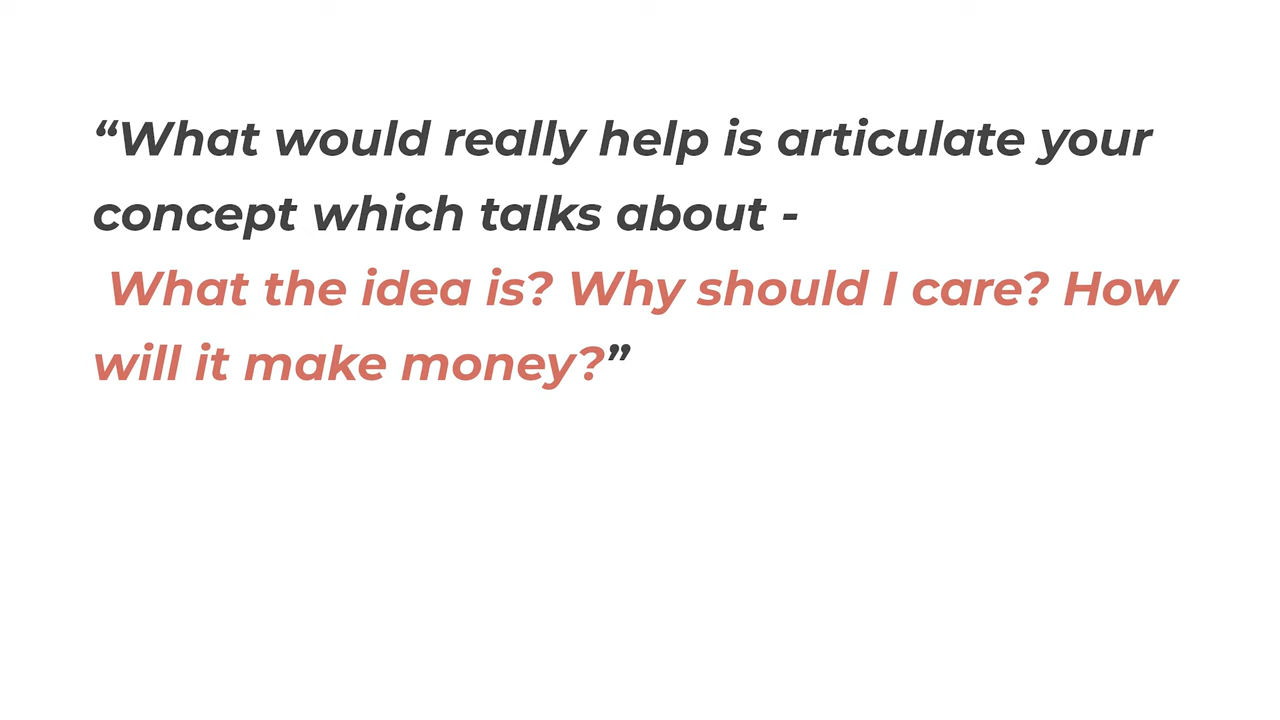 “What would really help is articulate your
concept which talks about -
What the idea is? Why should I care? How
will it make money?”